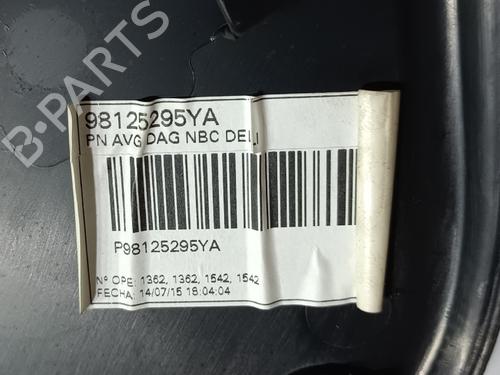 B-PARTS
98125295YA
PN AVG DAG NBC DELI
P98125295YA
Nº OPE: 1362, 1362, 1542, 1542
FECHA: 14/07/15 18:04:04